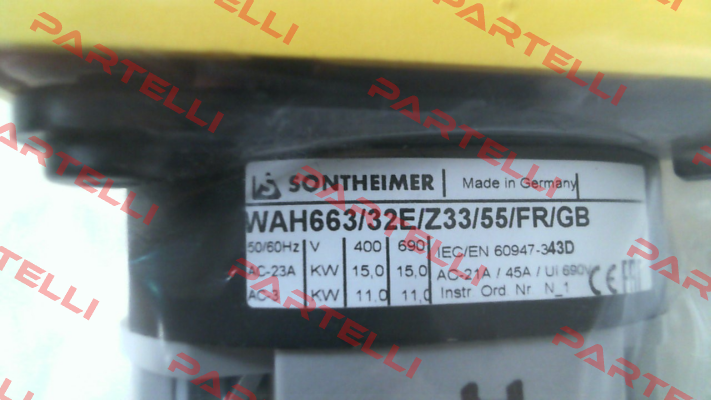 SONTHEIMER Made in Germany
WAH663/32E/Z33/55/FR/GB
50/60Hz V 400 690 IEC/EN 60947-3 43D
AC-23A KW 15,0 15,0 AC-21A / 45A / Ui 690V
AC-3 KW 11,0 11,0 Instr. Ord. Nr. N_1
CE EAC
PARTELLI
PARTELLI
PARTELLI
PARTELLI
PARTELLI
PARTELLI